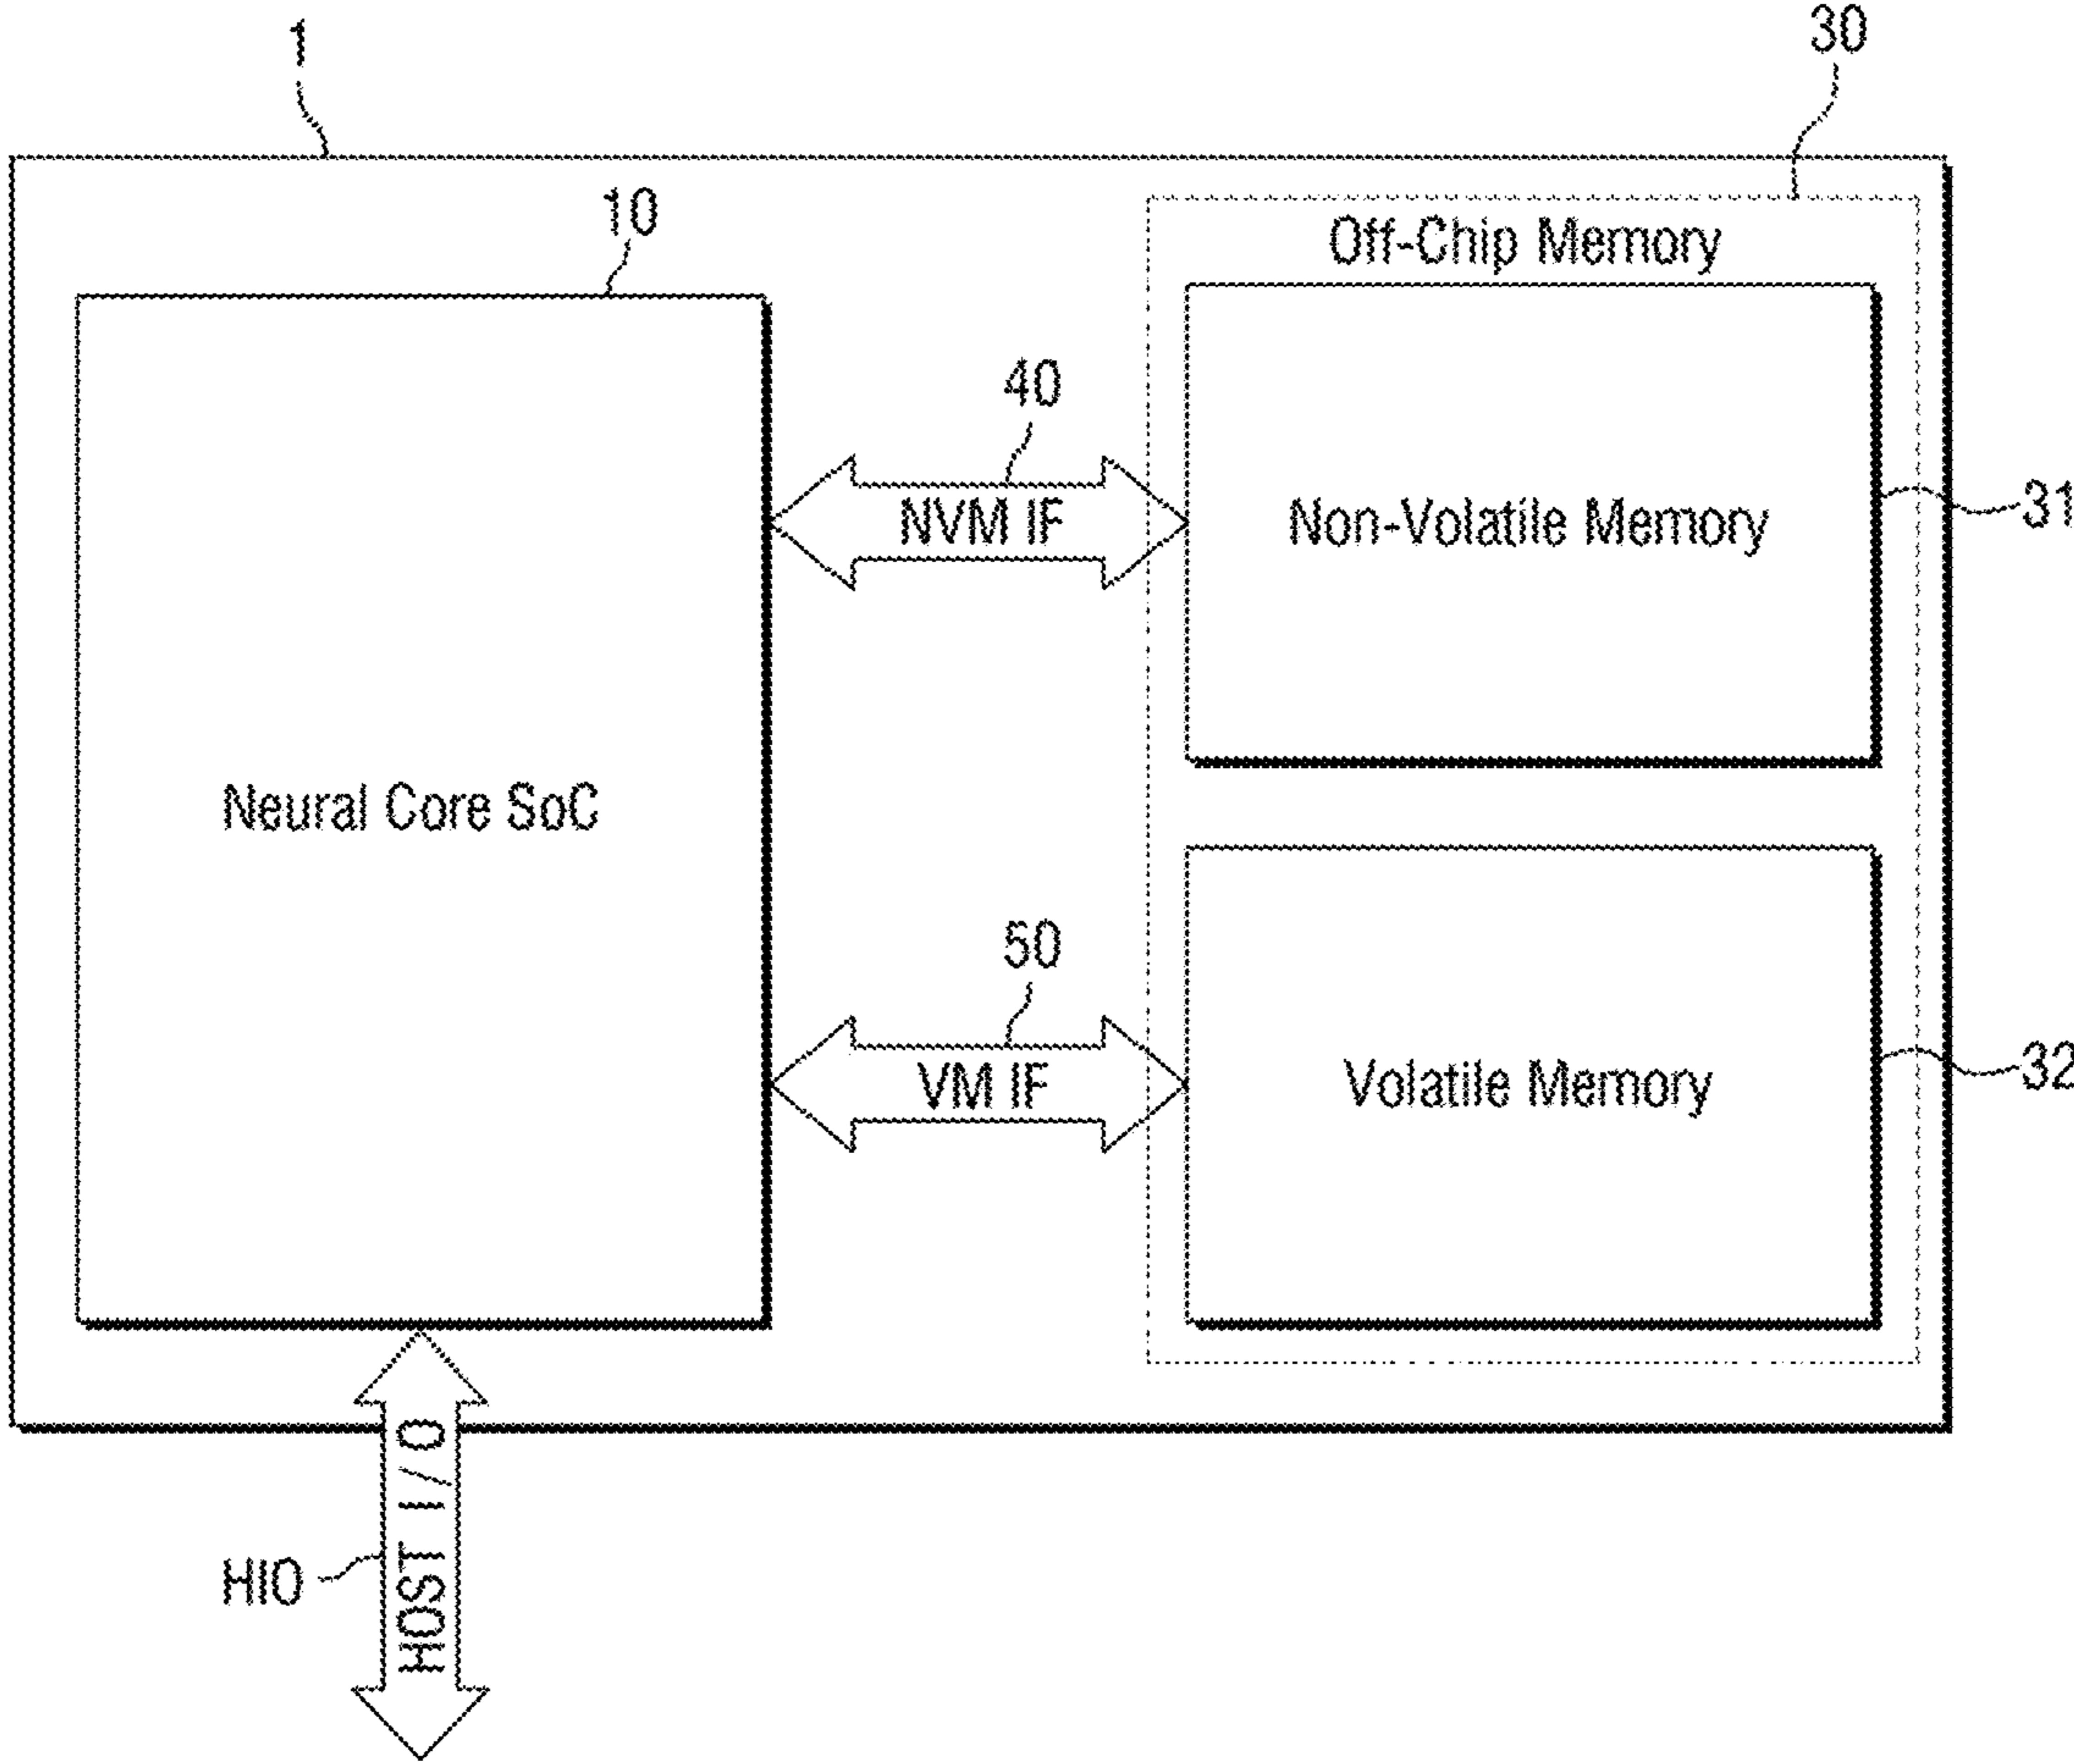 1
30
10
Off-Chip Memory
40
NVM IF
Non-Volatile Memory
31
Neural Core SoC
50
VM IF
Volatile Memory
32
HOST I/O
HIO